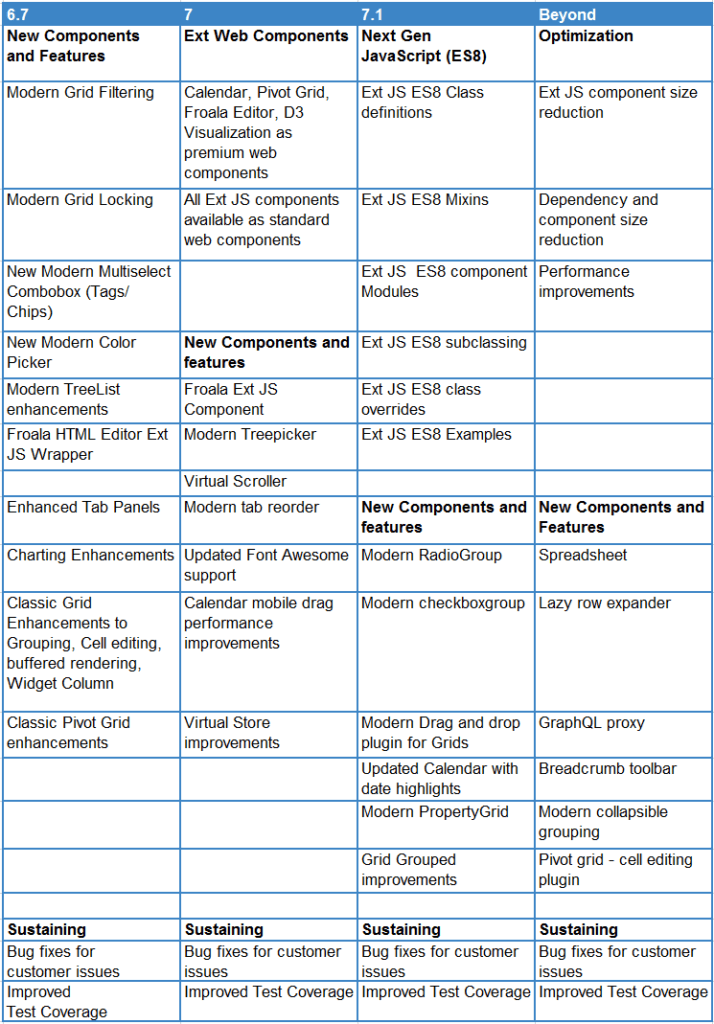 6.7 7 7.1 Beyond
New Components Ext Web Components Next Gen Optimization
and Features JavaScript (ES8)
Modern Grid Filtering Calendar, Pivot Grid, Ext JS ES8 Class Ext JS component size
Froala Editor, D3 definitions reduction
Visualization as
premium web
components
Modern Grid Locking All Ext JS components Ext JS ES8 Mixins Dependency and
available as standard component size
web components reduction
New Modern Multiselect Ext JS  ES8 component Performance
Combobox (Tags/ Modules improvements
Chips)
New Modern Color New Components and Ext JS ES8 subclassing
Picker features
Modern TreeList Froala Ext JS Ext JS ES8 class
enhancements Component overrides
Froala HTML Editor Ext Modern Treepicker Ext JS ES8 Examples
JS Wrapper
Virtual Scroller
Enhanced Tab Panels Modern tab reorder New Components and New Components and
features Features
Charting Enhancements Updated Font Awesome Modern RadioGroup Spreadsheet
support
Classic Grid Calendar mobile drag Modern checkboxgroup Lazy row expander
Enhancements to performance
Grouping, Cell editing, improvements
buffered rendering,
Widget Column
Classic Pivot Grid Virtual Store Modern Drag and drop GraphQL proxy
enhancements improvements plugin for Grids
Updated Calendar with Breadcrumb toolbar
date highlights
Modern PropertyGrid Modern collapsible
grouping
Grid Grouped Pivot grid - cell editing
improvements plugin
Sustaining Sustaining Sustaining Sustaining
Bug fixes for Bug fixes for customer Bug fixes for customer Bug fixes for customer
customer issues issues issues issues
Improved Improved Test Coverage Improved Test Coverage Improved Test Coverage
Test Coverage